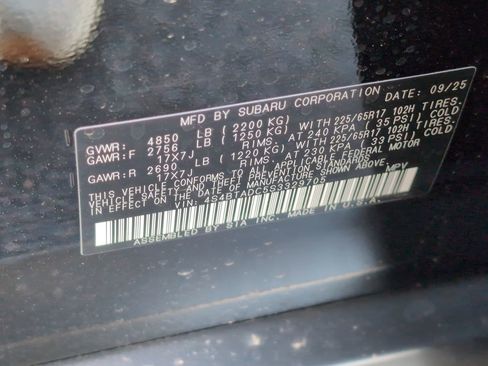 MFD BY SUBARU CORPORATION DATE: 09/25
GVWR: 4850 LB (2200 KG)
GAWR:F 2756 LB (1250 KG) WITH 225/65R17 102H TIRES,
17X7J RIMS, AT 240 KPA / 35 PSI COLD
GAWR:R 2690 LB (1220 KG) WITH 225/65R17 102H TIRES,
17X7J RIMS, AT 230 KPA / 33 PSI COLD
THIS VEHICLE CONFORMS TO ALL APPLICABLE FEDERAL MOTOR
VEHICLE SAFETY AND THEFT PREVENTION STANDARDS
IN EFFECT ON THE DATE OF MANUFACTURE SHOWN ABOVE.
VIN: 4S4BTADC5S3329705 MPV
ASSEMBLED BY SIA INC. MADE IN U.S.A.